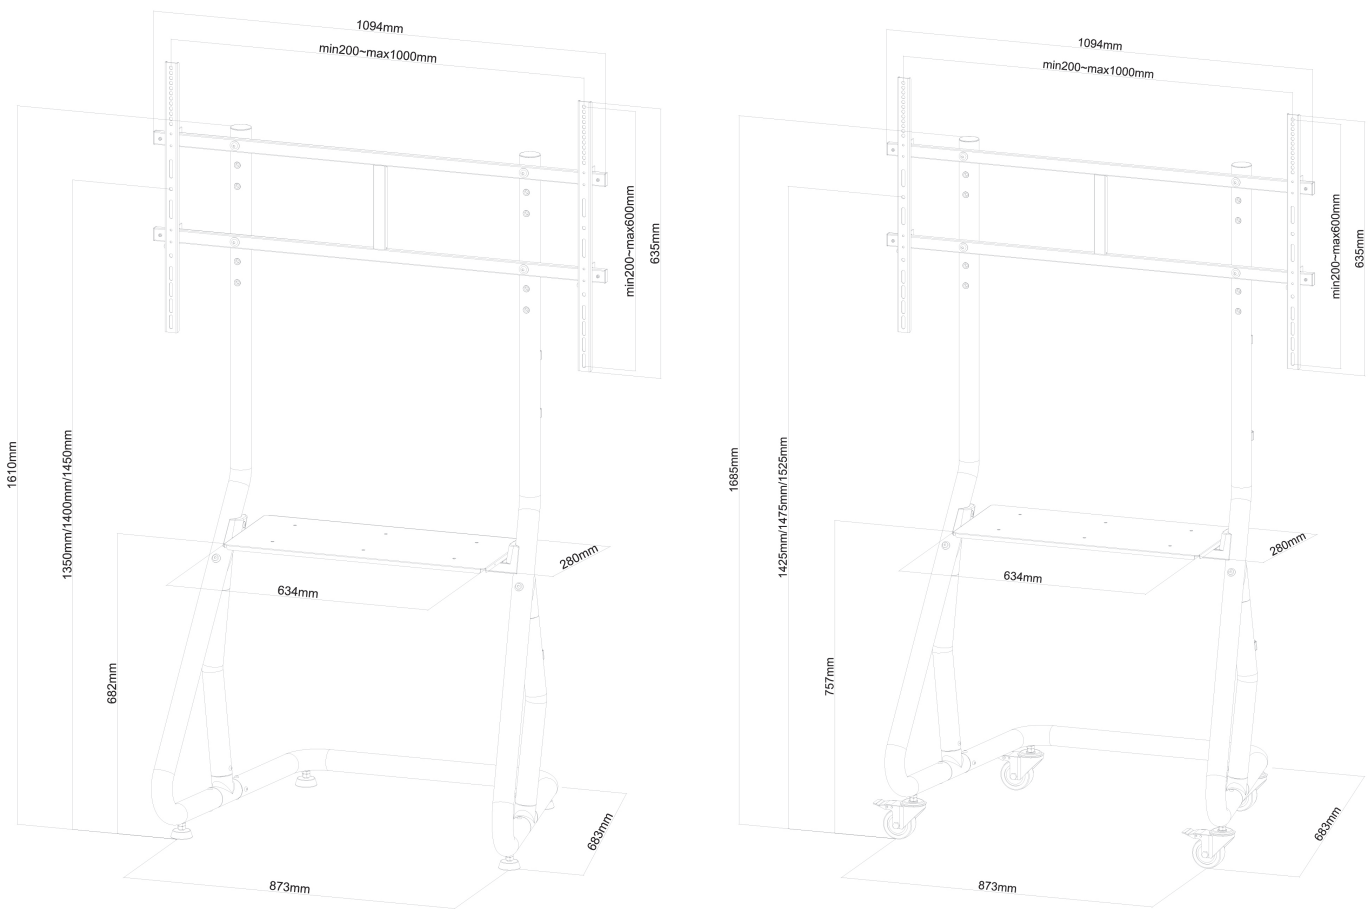 1094mm
min200~max1000mm
min200~max600mm
635mm
1610mm
1350mm/1400mm/1450mm
280mm
634mm
682mm
683mm
873mm
1094mm
min200~max1000mm
min200~max600mm
635mm
1685mm
1425mm/1475mm/1525mm
280mm
634mm
757mm
683mm
873mm